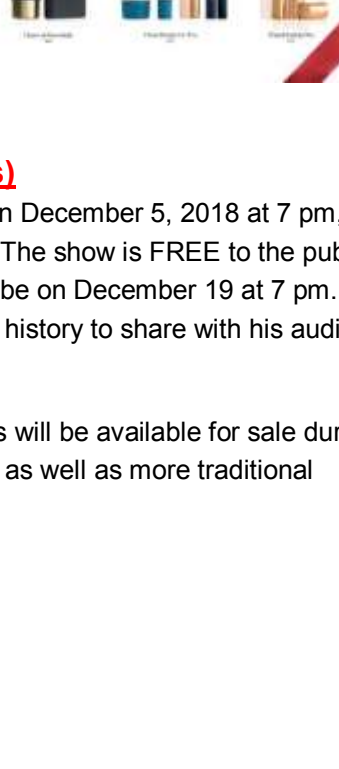 s)
n December 5, 2018 at 7 pm,
The show is FREE to the pub
be on December 19 at 7 pm.
history to share with his audi
s will be available for sale dur
as well as more traditional